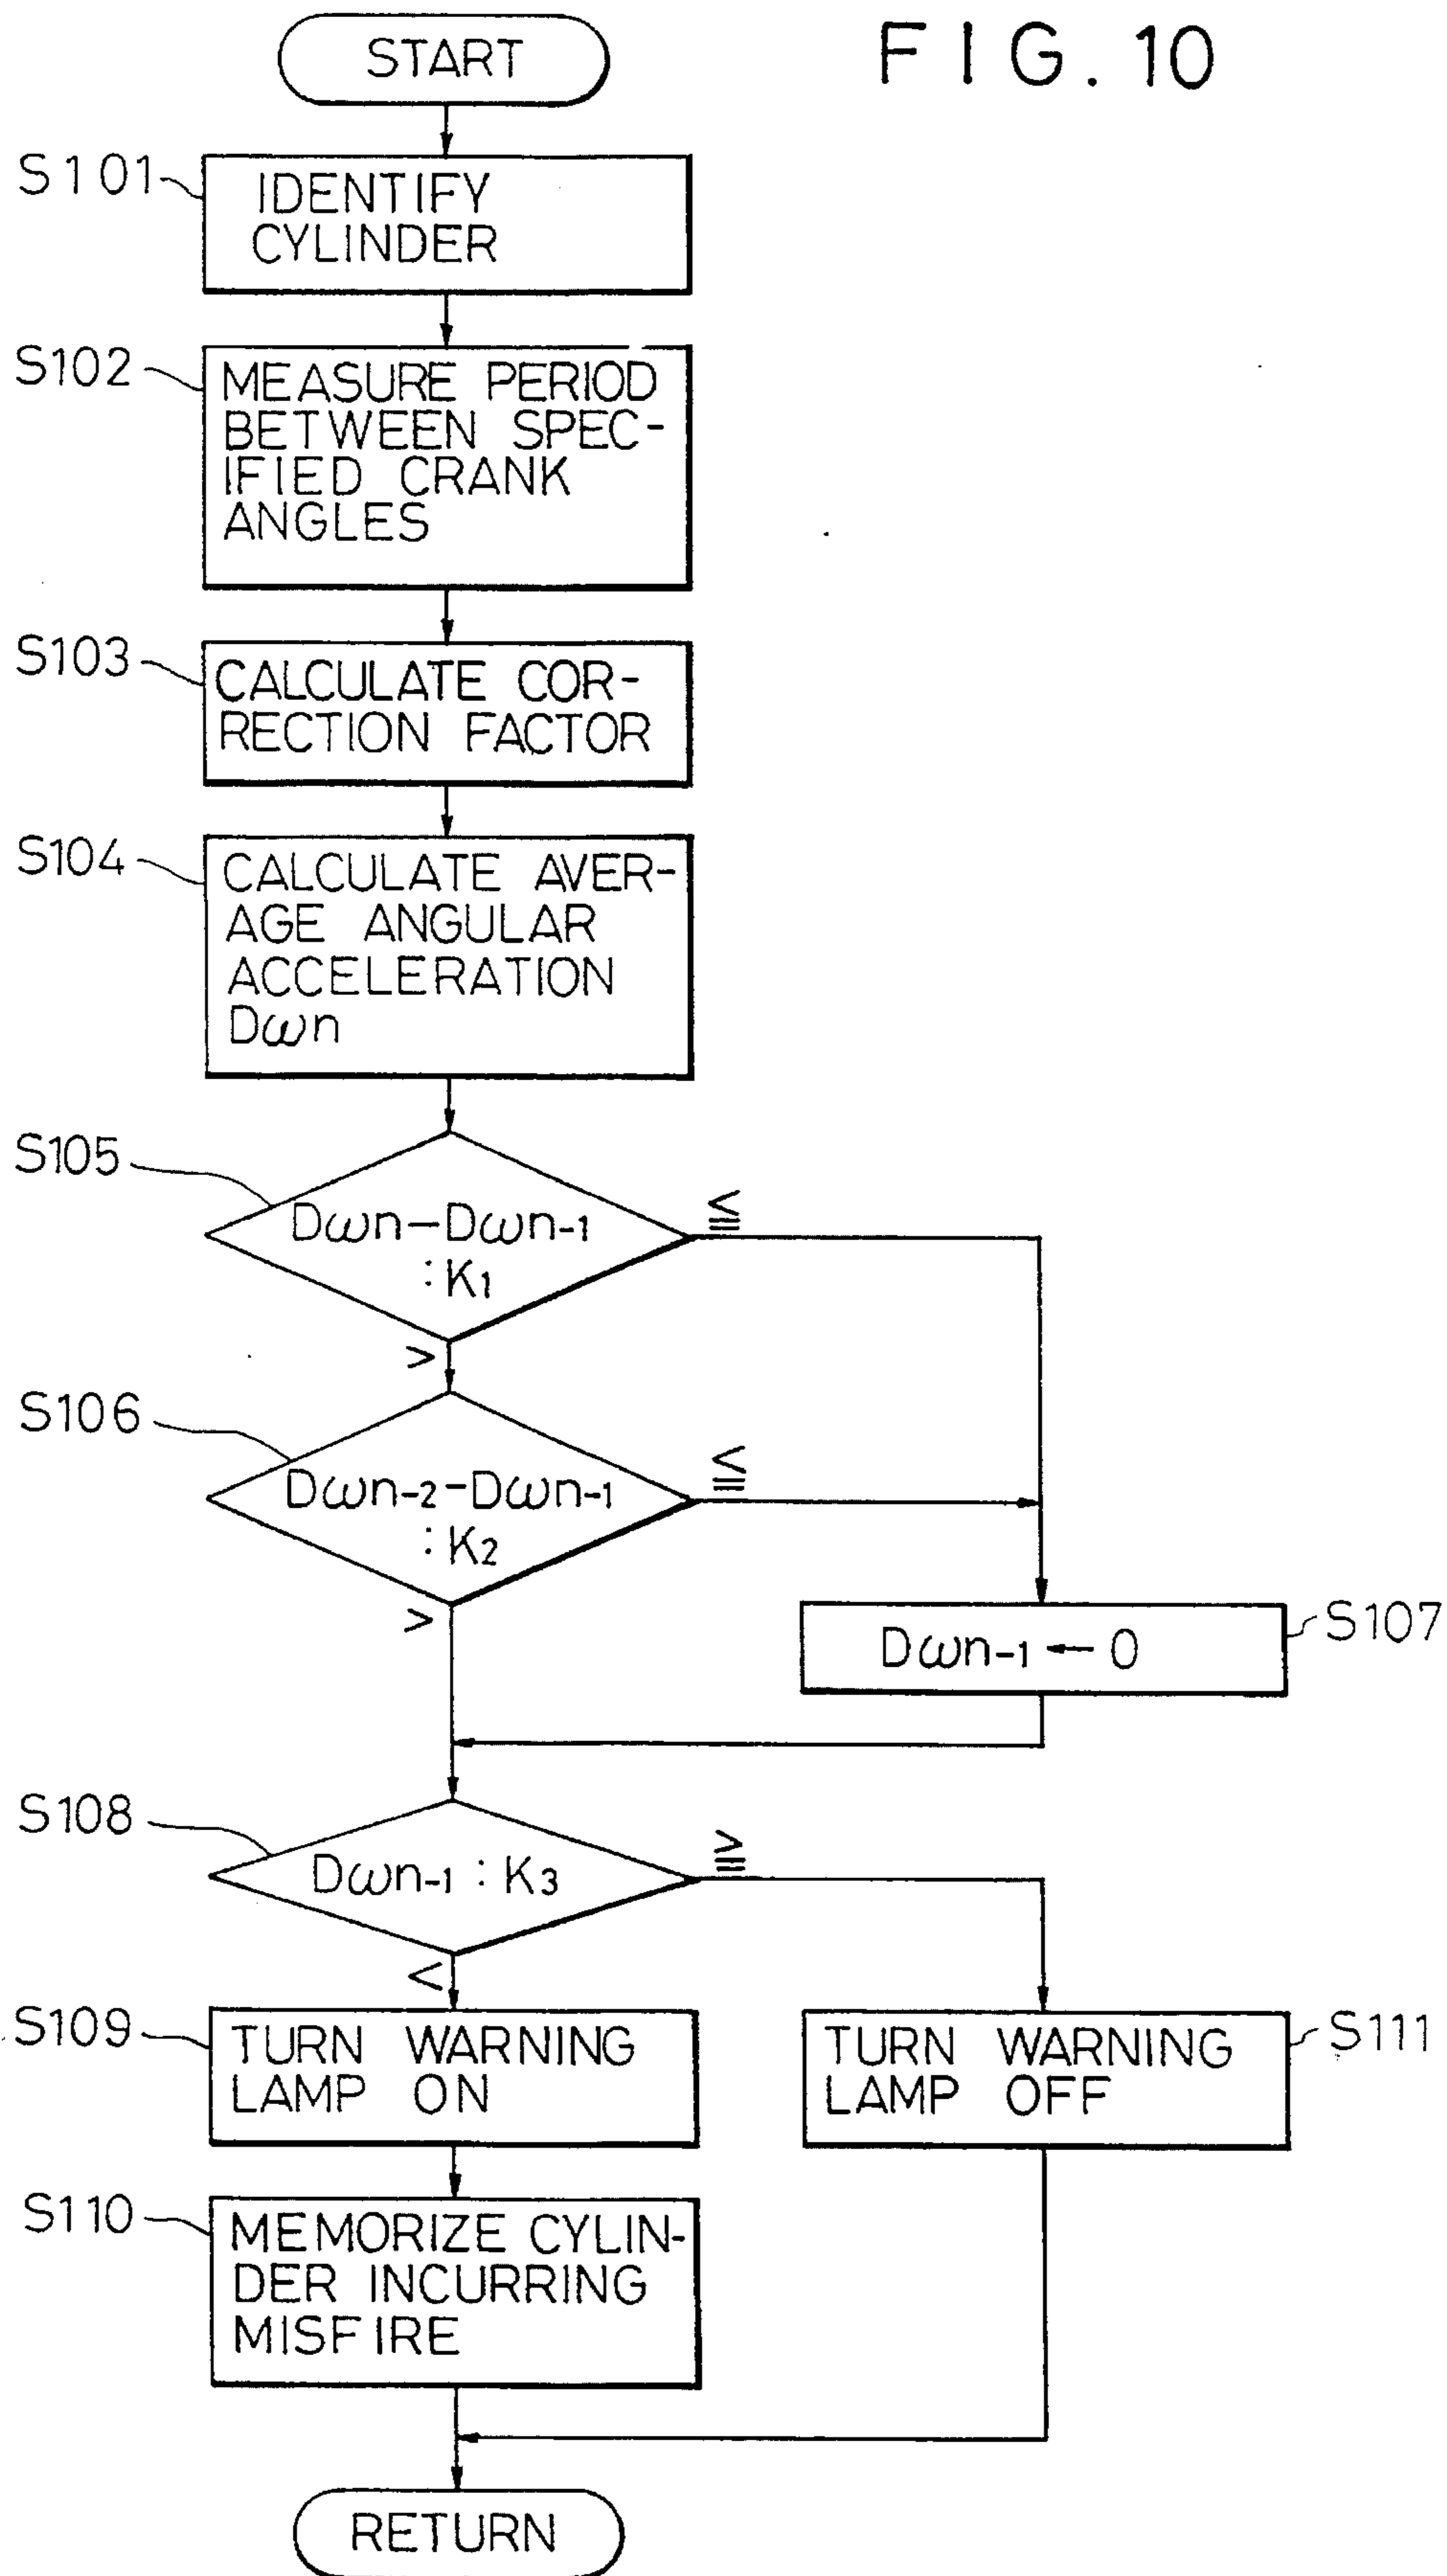 FIG. 10
START
S101
IDENTIFY
CYLINDER
S102
MEASURE PERIOD
BETWEEN SPEC-
IFIED CRANK
ANGLES
S103
CALCULATE COR-
RECTION FACTOR
S104
CALCULATE AVER-
AGE ANGULAR
ACCELERATION
Dωn
S105
Dωn-Dωn-1
:K1
≦
>
S106
Dωn-2-Dωn-1
:K2
≦
>
S107
Dωn-1 ← 0
S108
Dωn-1 : K3
≧
<
S109
TURN WARNING
LAMP ON
S111
TURN WARNING
LAMP OFF
S110
MEMORIZE CYLIN-
DER INCURRING
MISFIRE
RETURN